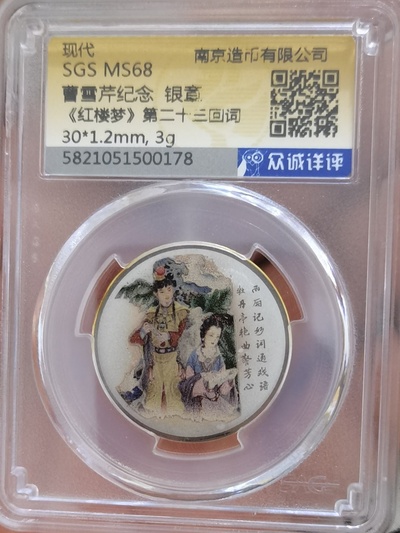 现代
南京造币有限公司
SGS MS68
曹雪芹纪念 银章
《红楼梦》第二十三回词
30*1.2mm, 3g
5821051500178
众诚详评
西厢记妙词通戏语
牡丹亭艳曲警芳心